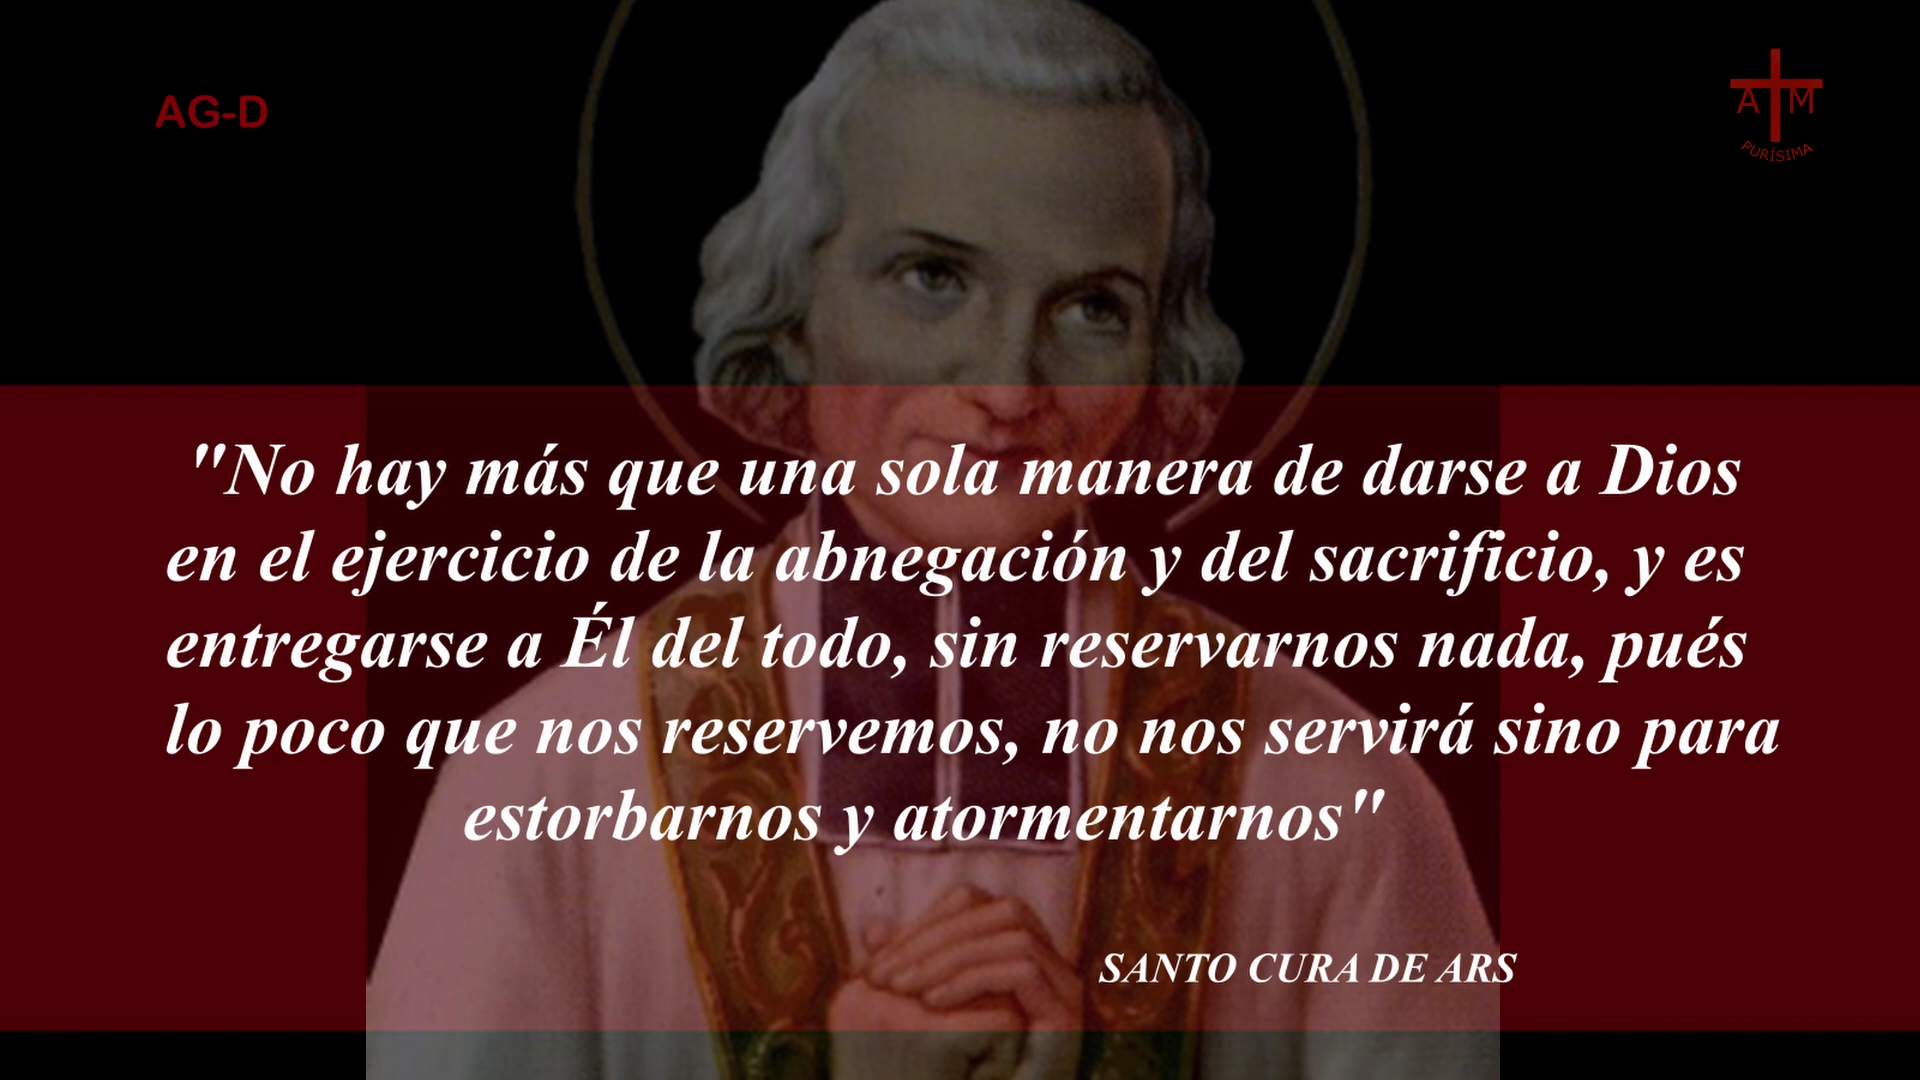 AG-D
A M
PURÍSIMA
"No hay más que una sola manera de darse a Dios
en el ejercicio de la abnegación y del sacrificio, y es
entregarse a Él del todo, sin reservarnos nada, pués
lo poco que nos reservemos, no nos servirá sino para
estorbarnos y atormentarnos"
SANTO CURA DE ARS